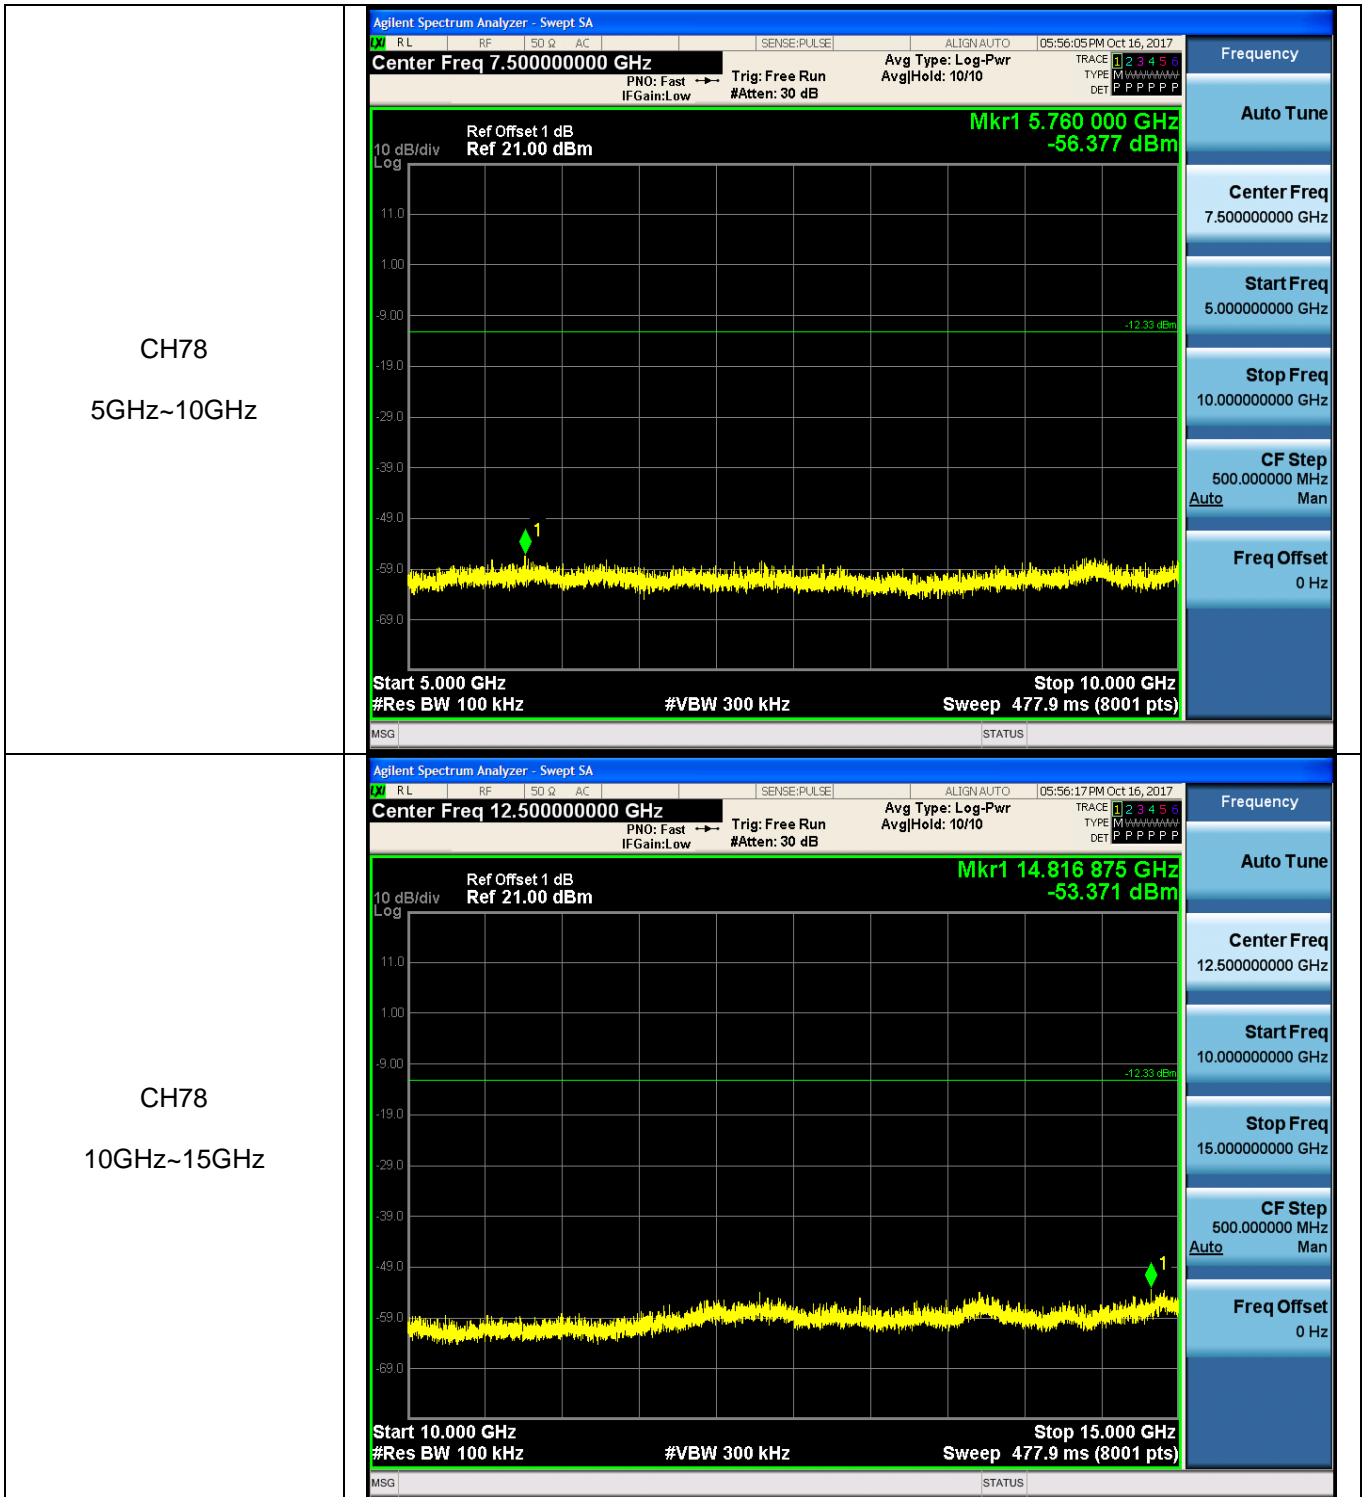 CH78
5GHz~10GHz
Agilent Spectrum Analyzer - Swept SA
LXI RL RF 50 Ω AC SENSE:PULSE ALIGNAUTO 05:56:05 PM Oct 16, 2017
Center Freq 7.500000000 GHz
PNO: Fast
IFGain:Low
Trig: Free Run
#Atten: 30 dB
Avg Type: Log-Pwr
Avg|Hold: 10/10
TRACE 1 2 3 4 5 6
TYPE M WWWWW
DET P P P P P P
Mkr1 5.760 000 GHz
-56.377 dBm
Ref Offset 1 dB
10 dB/div Ref 21.00 dBm
Log
11.0
1.00
-9.00
-12.33 dBm
-19.0
-29.0
-39.0
-49.0
1
-59.0
-69.0
Start 5.000 GHz Stop 10.000 GHz
#Res BW 100 kHz #VBW 300 kHz Sweep 477.9 ms (8001 pts)
MSG STATUS
Frequency
Auto Tune
Center Freq
7.500000000 GHz
Start Freq
5.000000000 GHz
Stop Freq
10.000000000 GHz
CF Step
500.000000 MHz
Auto Man
Freq Offset
0 Hz
CH78
10GHz~15GHz
Agilent Spectrum Analyzer - Swept SA
LXI RL RF 50 Ω AC SENSE:PULSE ALIGNAUTO 05:56:17 PM Oct 16, 2017
Center Freq 12.500000000 GHz
PNO: Fast
IFGain:Low
Trig: Free Run
#Atten: 30 dB
Avg Type: Log-Pwr
Avg|Hold: 10/10
TRACE 1 2 3 4 5 6
TYPE M WWWWW
DET P P P P P P
Mkr1 14.816 875 GHz
-53.371 dBm
Ref Offset 1 dB
10 dB/div Ref 21.00 dBm
Log
11.0
1.00
-9.00
-12.33 dBm
-19.0
-29.0
-39.0
-49.0
1
-59.0
-69.0
Start 10.000 GHz Stop 15.000 GHz
#Res BW 100 kHz #VBW 300 kHz Sweep 477.9 ms (8001 pts)
MSG STATUS
Frequency
Auto Tune
Center Freq
12.500000000 GHz
Start Freq
10.000000000 GHz
Stop Freq
15.000000000 GHz
CF Step
500.000000 MHz
Auto Man
Freq Offset
0 Hz